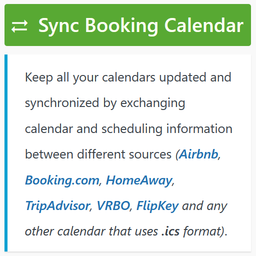 Sync Booking Calendar
Keep all your calendars updated and
synchronized by exchanging
calendar and scheduling information
between different sources (Airbnb,
Booking.com, HomeAway,
TripAdvisor, VRBO, FlipKey and any
other calendar that uses .ics format).